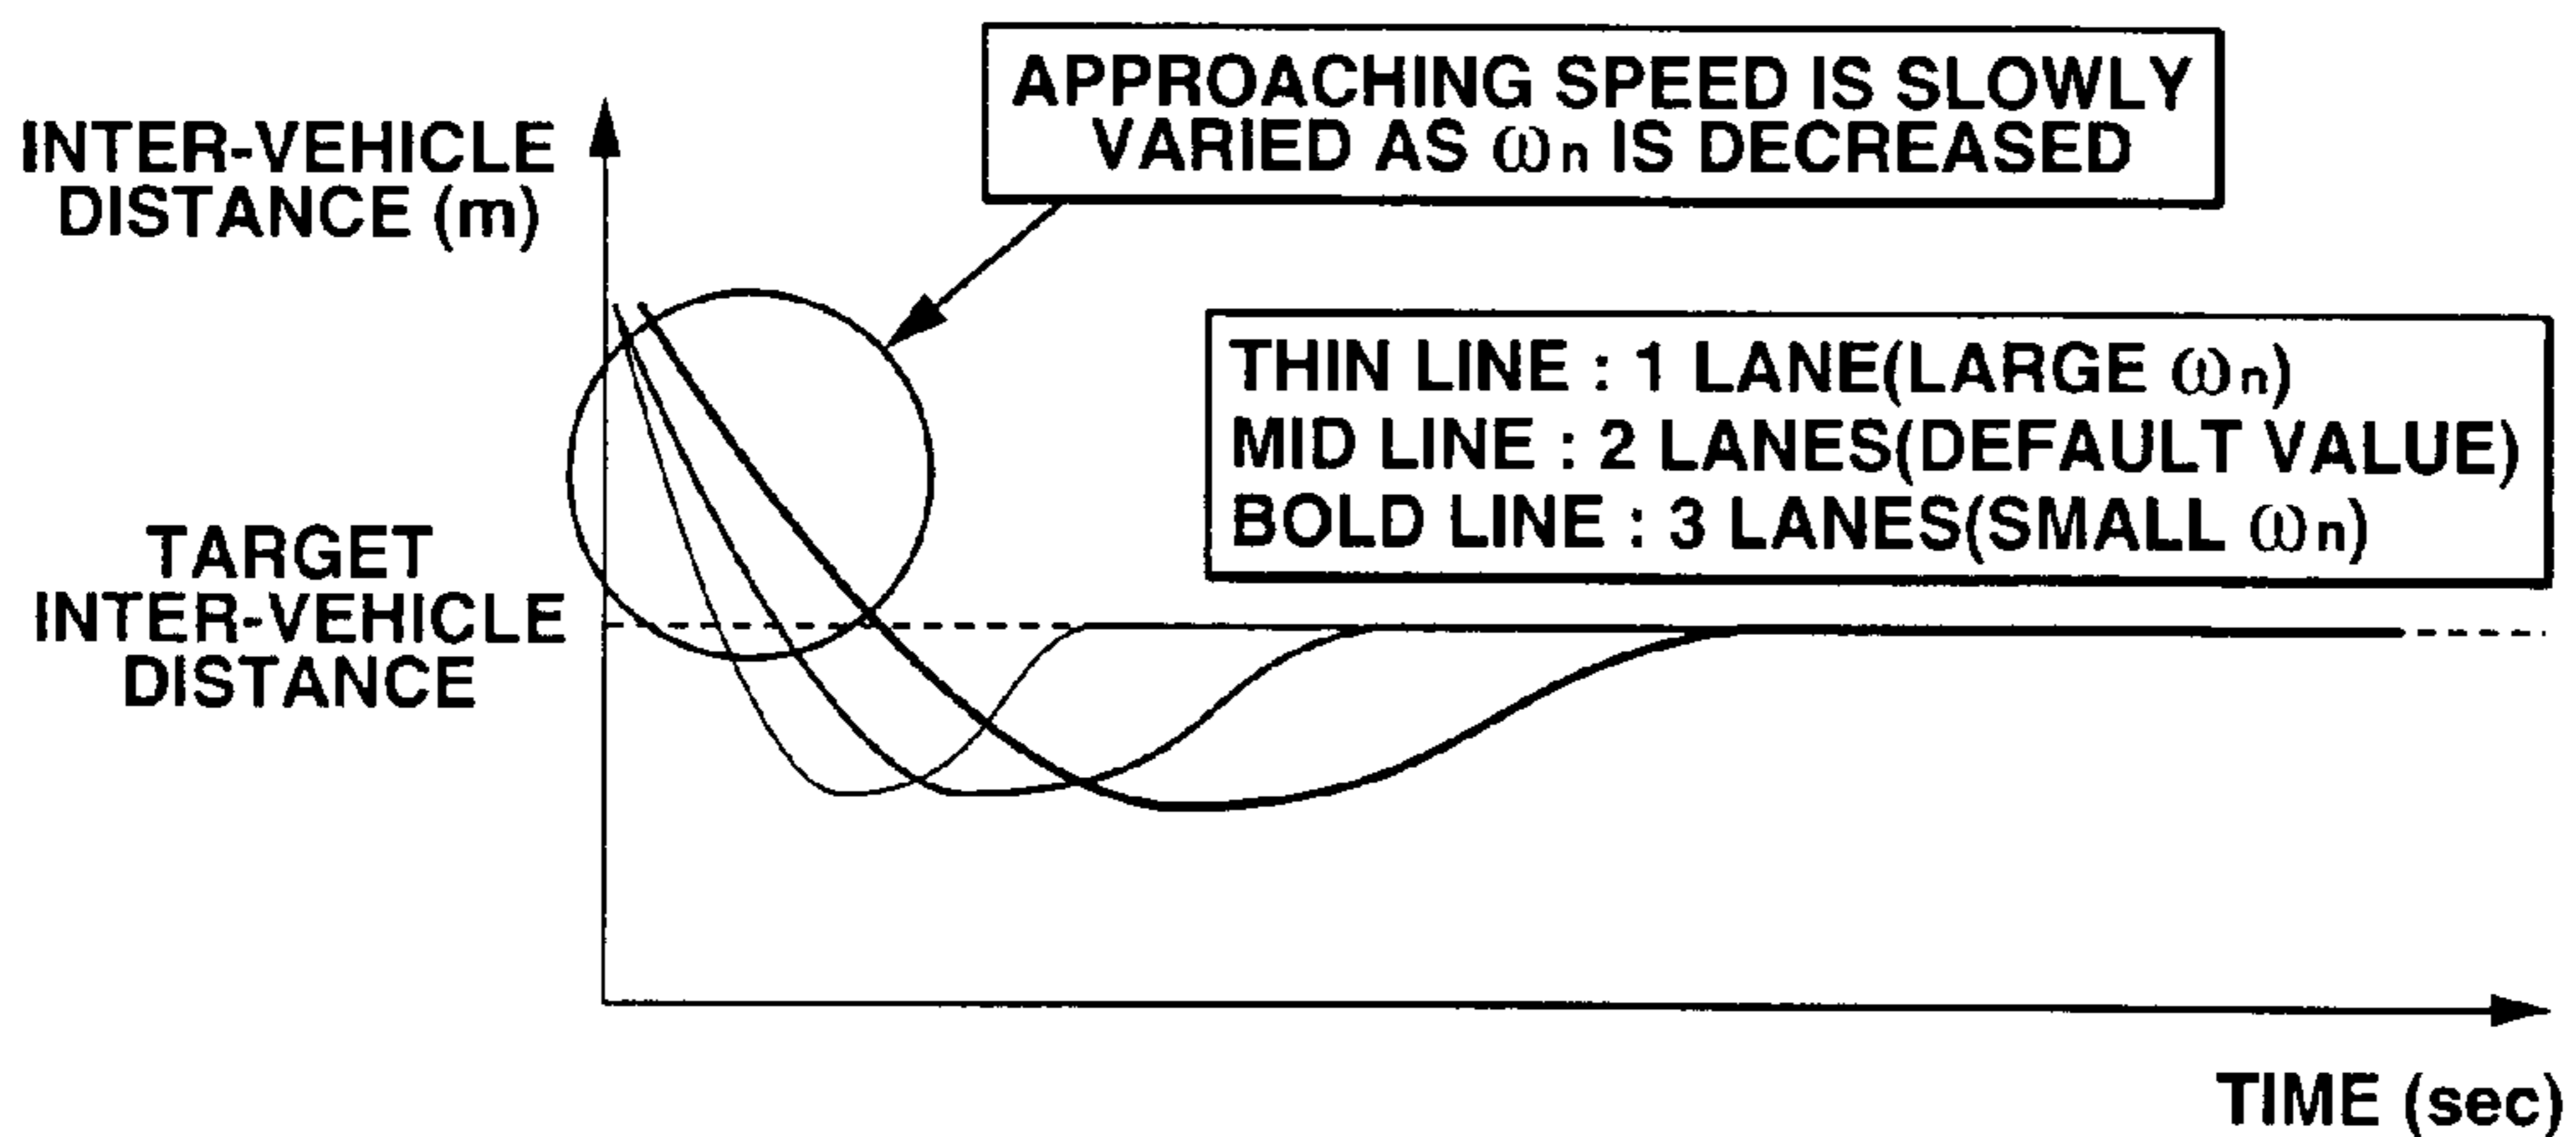 APPROACHING SPEED IS SLOWLY
VARIED AS ωn IS DECREASED
INTER-VEHICLE
DISTANCE (m)
THIN LINE : 1 LANE(LARGE ωn)
MID LINE : 2 LANES(DEFAULT VALUE)
BOLD LINE : 3 LANES(SMALL ωn)
TARGET
INTER-VEHICLE
DISTANCE
TIME (sec)